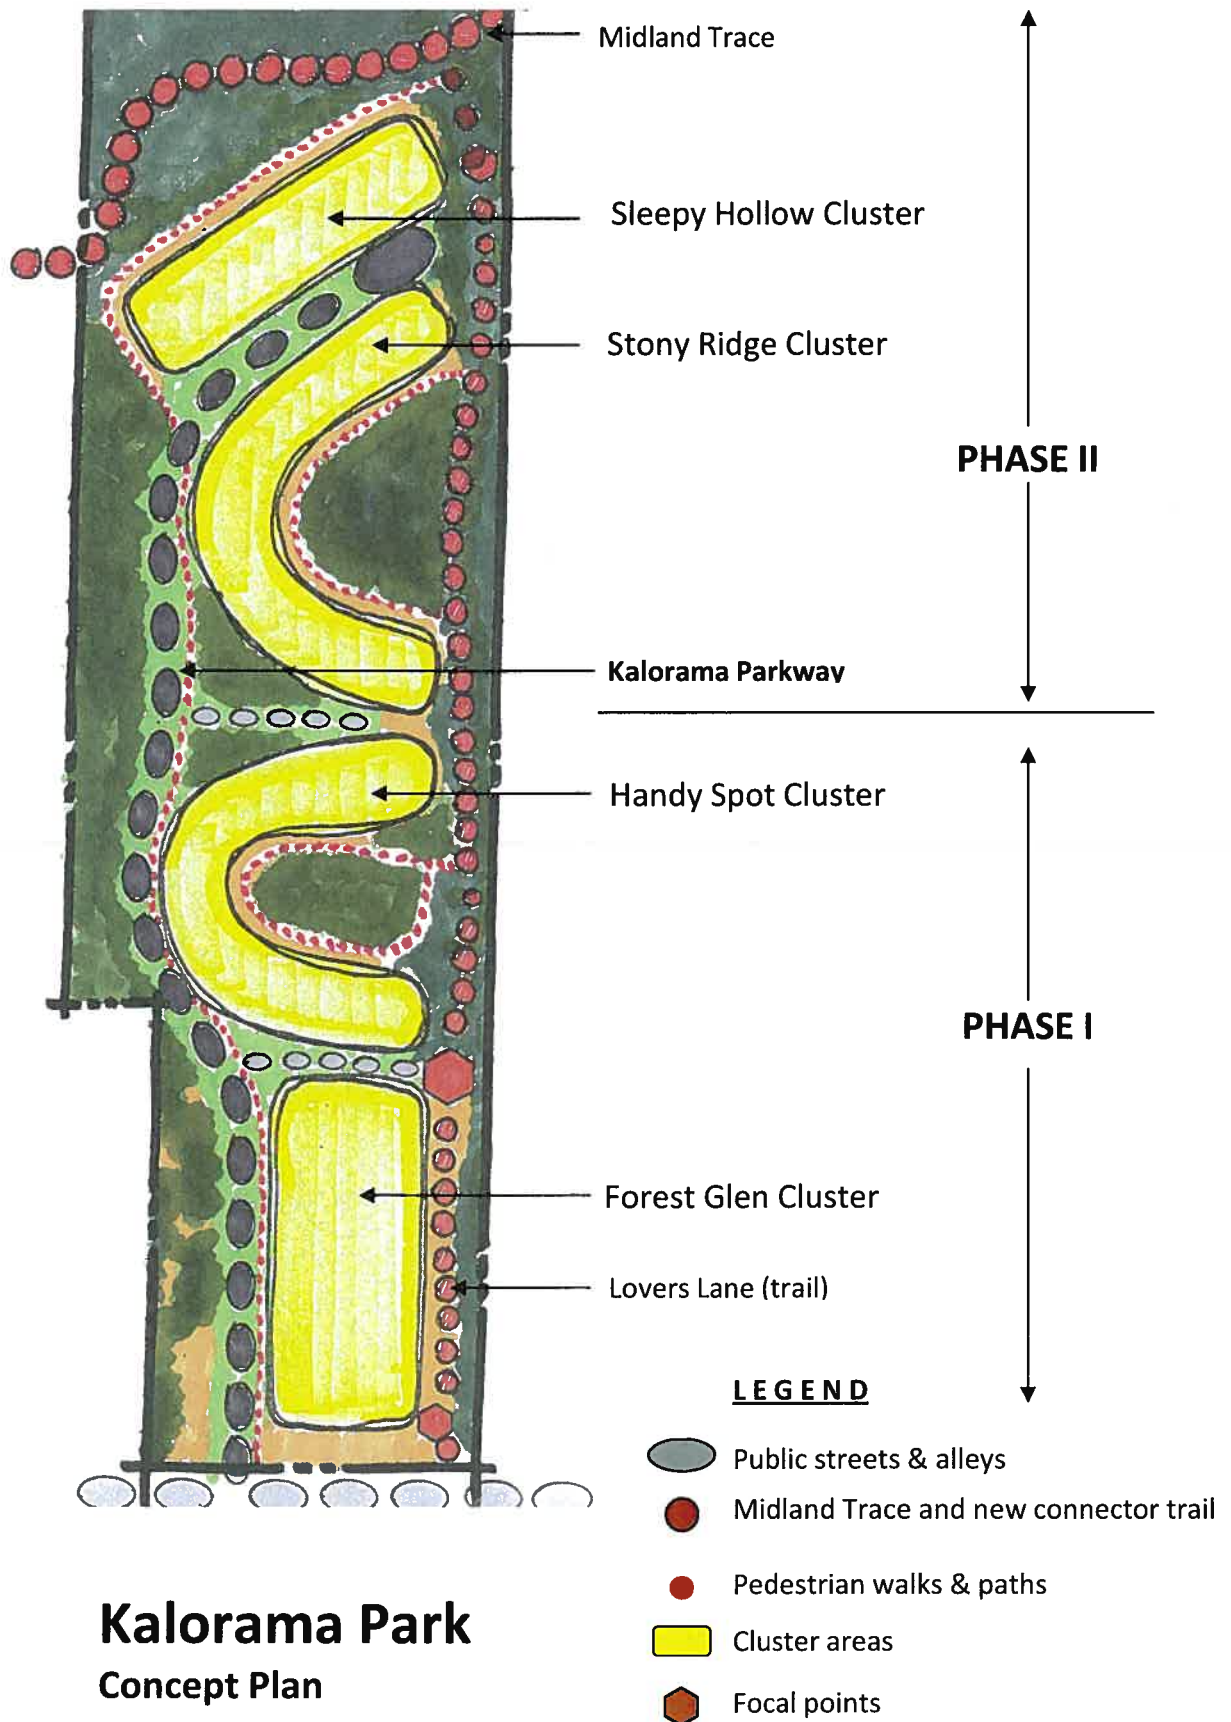 Midland Trace
Sleepy Hollow Cluster
Stony Ridge Cluster
PHASE II
Kalorama Parkway
Handy Spot Cluster
PHASE I
Forest Glen Cluster
Lovers Lane (trail)
LEGEND
Public streets & alleys
Midland Trace and new connector trail
Pedestrian walks & paths
Cluster areas
Focal points
Kalorama Park
Concept Plan